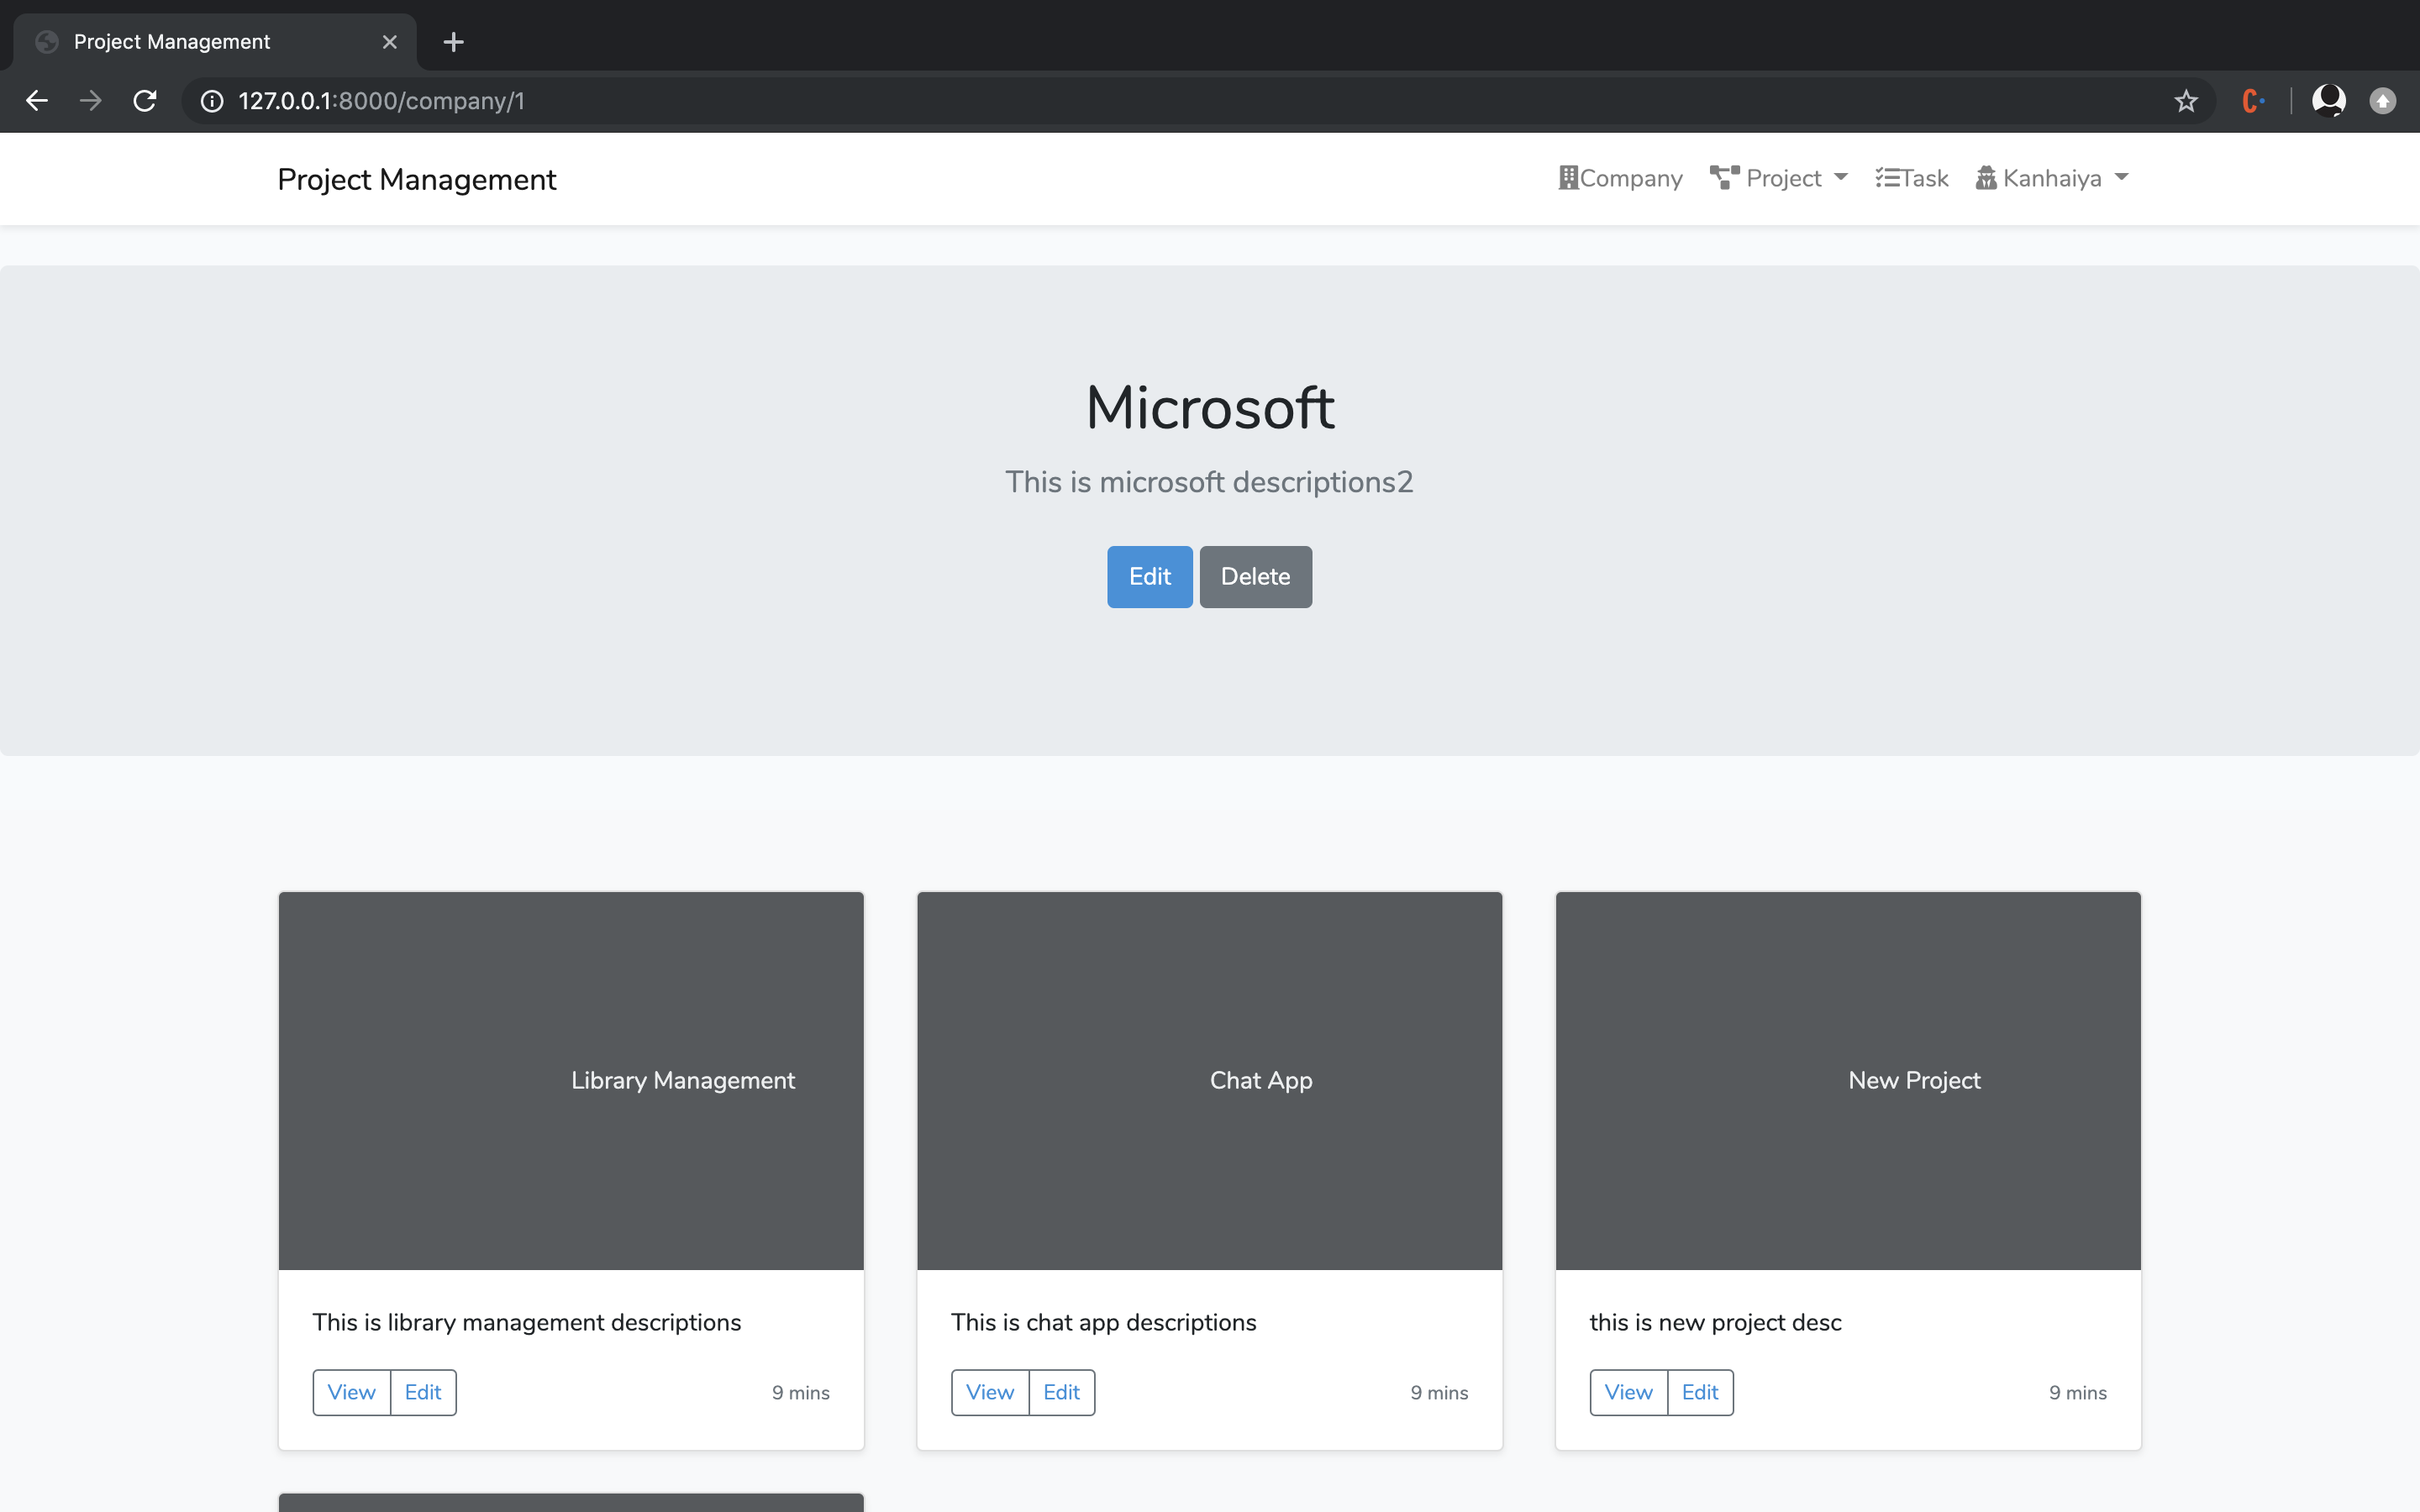 Project Management
127.0.0.1:8000/company/1
Project Management
Company Project Task Kanhaiya
Microsoft
This is microsoft descriptions2
Edit Delete
Library Management
Chat App
New Project
This is library management descriptions
This is chat app descriptions
this is new project desc
View Edit 9 mins
View Edit 9 mins
View Edit 9 mins